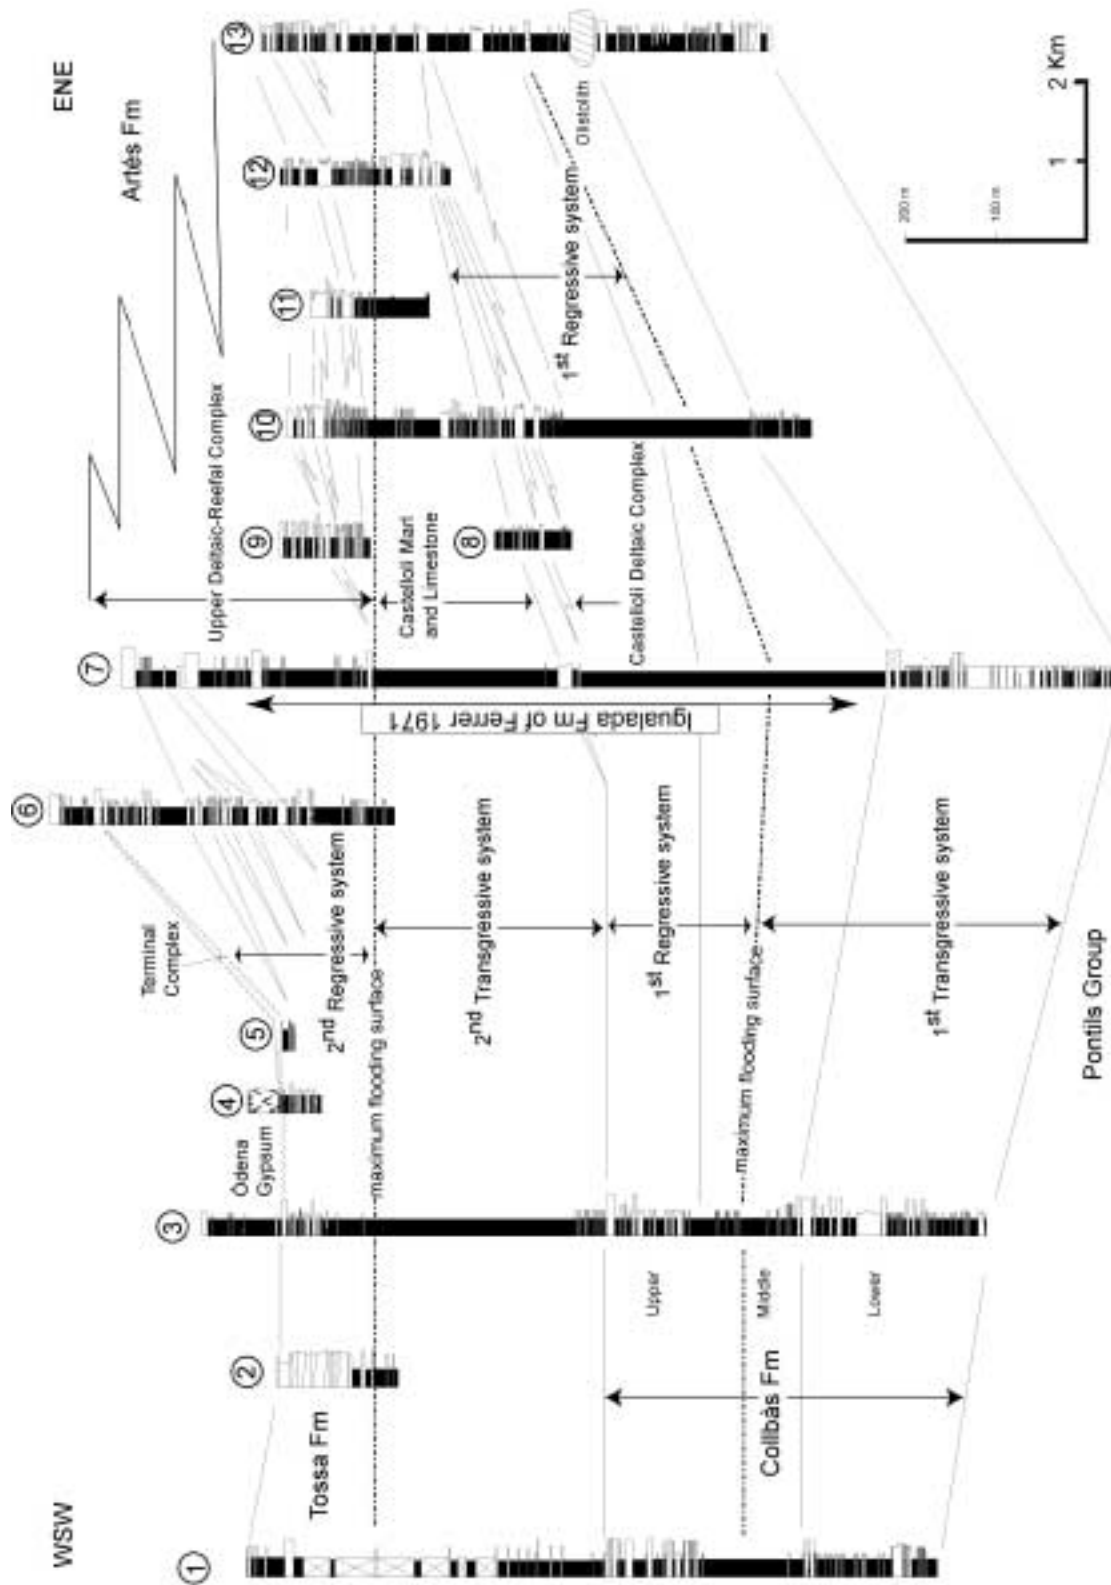 WSW
ENE
1
2
3
4
5
6
7
8
9
10
11
12
13
Artés Fm
Tossa Fm
Òdena
Gypsum
Terminal
Complex
2nd Regressive system
maximum flooding surface
2nd Transgressive system
1st Regressive system
maximum flooding surface
1st Transgressive system
Pontils Group
Collbàs Fm
Upper
Middle
Lower
Igualada Fm of Ferrer 1971
Upper Deltaic-Reefal Complex
Castelloli Marl
and Limestone
Castelloli Deltaic Complex
1st Regressive system
Olistolith
200 m
100 m
1
2 Km